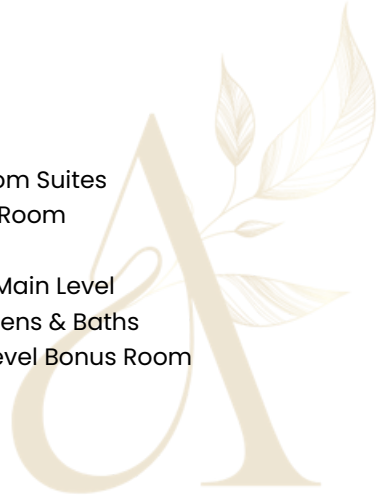 om Suites
Room
Main Level
ens & Baths
evel Bonus Room
A